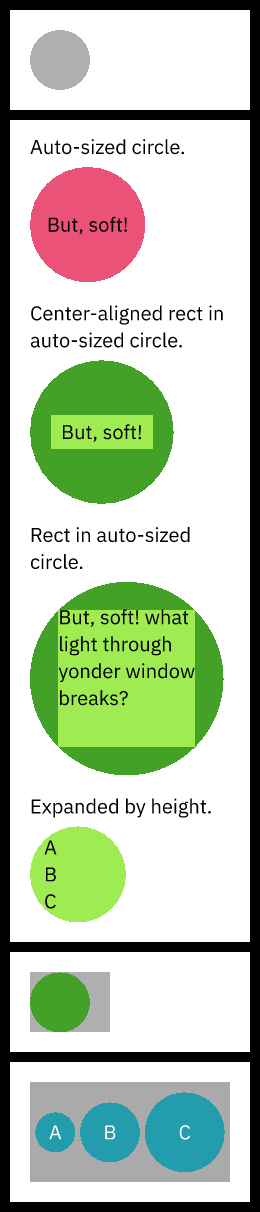 Auto-sized circle.
But, soft!
Center-aligned rect in
auto-sized circle.
But, soft!
Rect in auto-sized
circle.
But, soft! what
light through
yonder window
breaks?
Expanded by height.
A
B
C
A B C